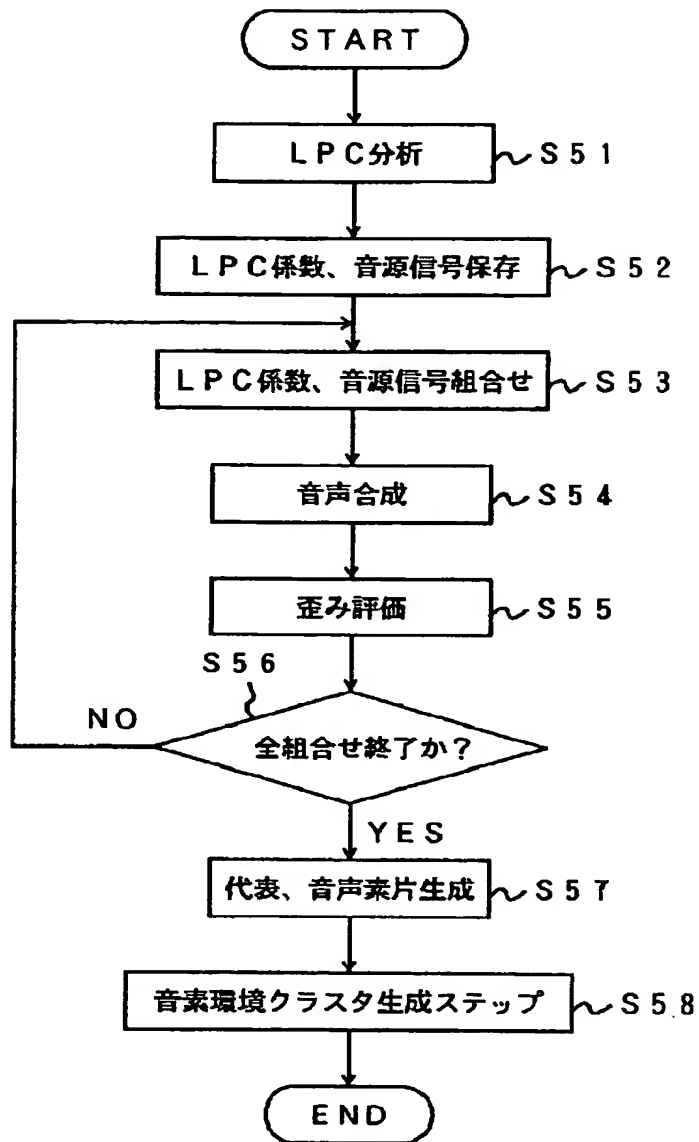 START
LPC分析 S51
LPC係数、音源信号保存 S52
LPC係数、音源信号組合せ S53
音声合成 S54
歪み評価 S55
S56
NO
全組合せ終了か?
YES
代表、音声素片生成 S57
音素環境クラスタ生成ステップ S58
END